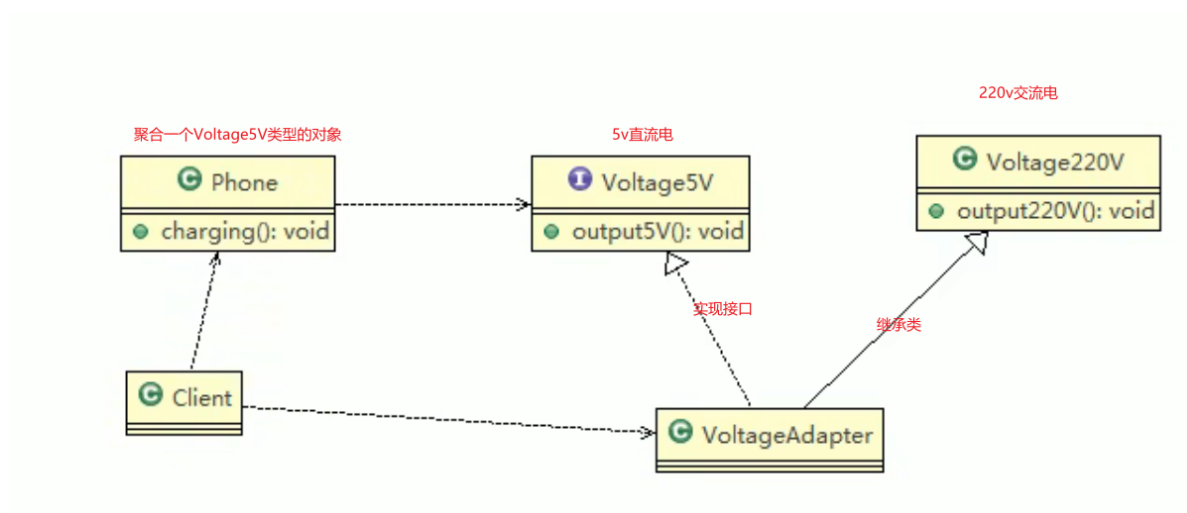 220v交流电
聚合一个Voltage5V类型的对象
5v直流电
C Phone
charging(): void
I Voltage5V
output5V(): void
C Voltage220V
output220V(): void
实现接口
继承类
C Client
C VoltageAdapter